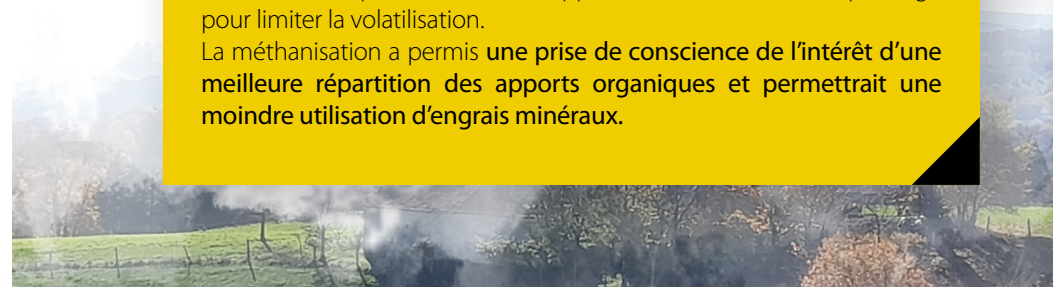 pour limiter la volatilisation.
La méthanisation a permis une prise de conscience de l’intérêt d’une
meilleure répartition des apports organiques et permettrait une
moindre utilisation d’engrais minéraux.